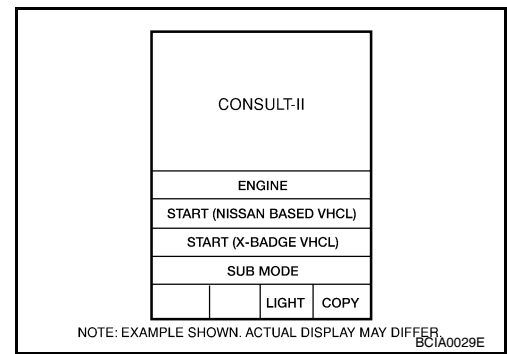 CONSULT-II
ENGINE
START (NISSAN BASED VHCL)
START (X-BADGE VHCL)
SUB MODE
LIGHT COPY
NOTE: EXAMPLE SHOWN. ACTUAL DISPLAY MAY DIFFER.
BCIA0029E